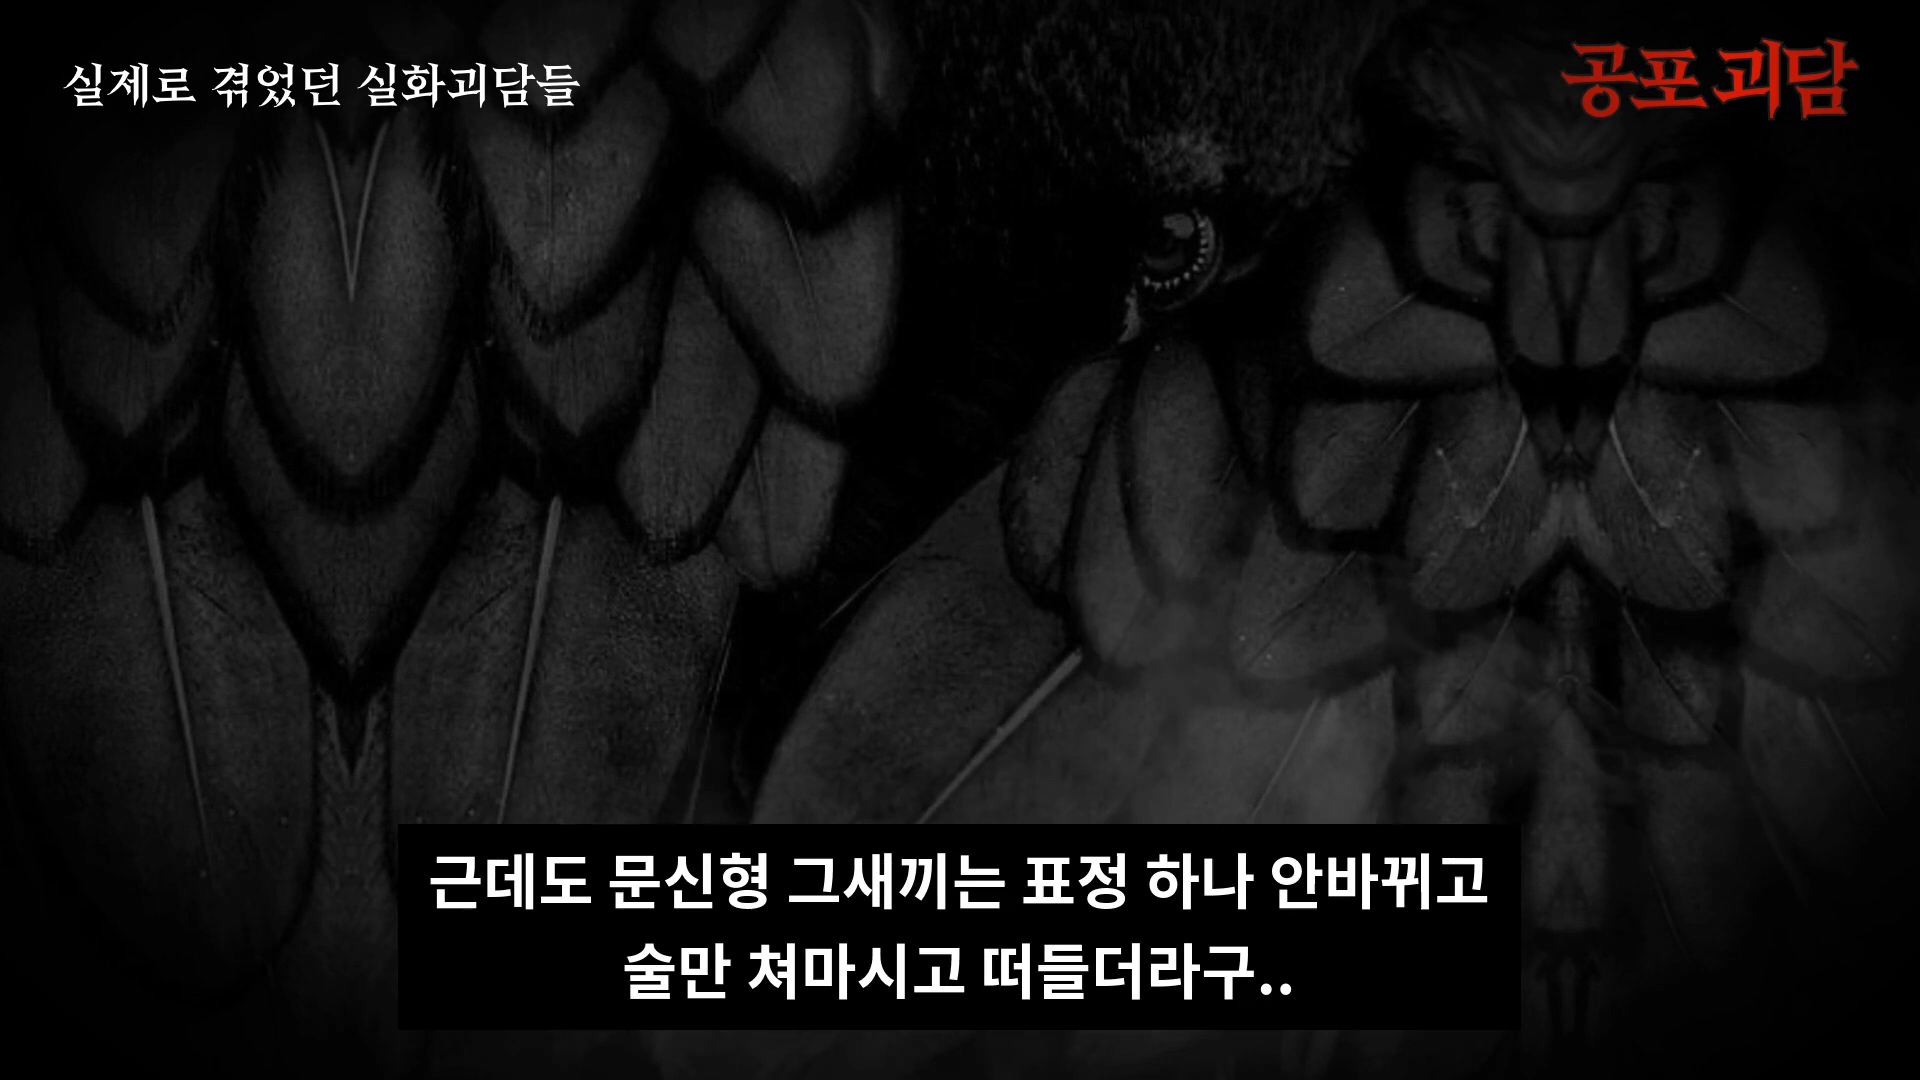 실제로 겪었던 실화괴담들
공포괴담
근데도 문신형 그새끼는 표정 하나 안바뀌고
술만 쳐마시고 떠들더라구..